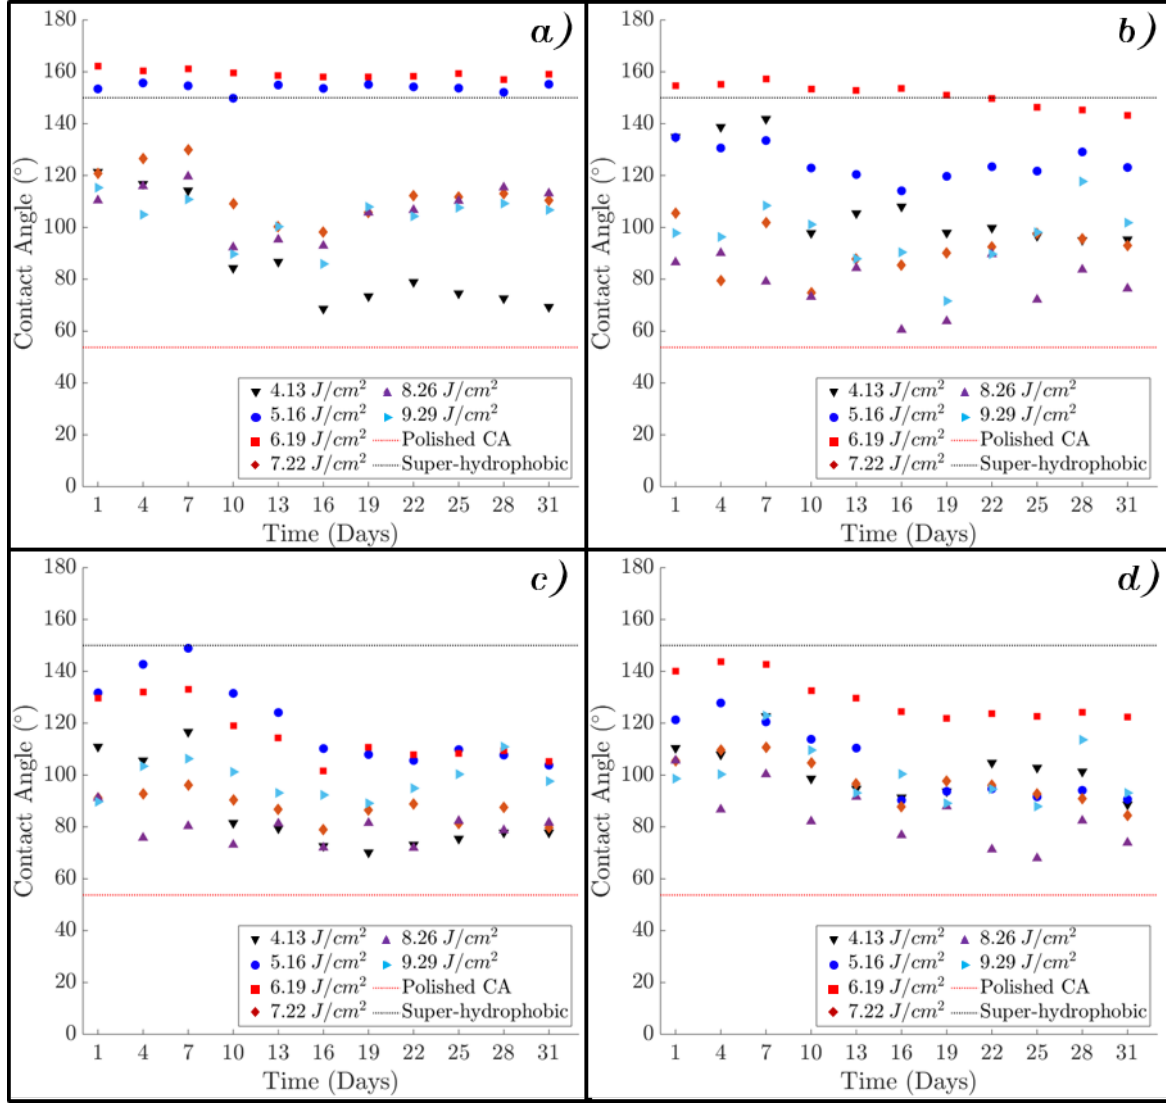 a)
180
160
140
120
100
80
60
40
20
0
Contact Angle (°)
1 4 7 10 13 16 19 22 25 28 31
Time (Days)
4.13 J/cm² 8.26 J/cm²
5.16 J/cm² 9.29 J/cm²
6.19 J/cm² Polished CA
7.22 J/cm² Super-hydrophobic
b)
180
160
140
120
100
80
60
40
20
0
Contact Angle (°)
1 4 7 10 13 16 19 22 25 28 31
Time (Days)
4.13 J/cm² 8.26 J/cm²
5.16 J/cm² 9.29 J/cm²
6.19 J/cm² Polished CA
7.22 J/cm² Super-hydrophobic
c)
180
160
140
120
100
80
60
40
20
0
Contact Angle (°)
1 4 7 10 13 16 19 22 25 28 31
Time (Days)
4.13 J/cm² 8.26 J/cm²
5.16 J/cm² 9.29 J/cm²
6.19 J/cm² Polished CA
7.22 J/cm² Super-hydrophobic
d)
180
160
140
120
100
80
60
40
20
0
Contact Angle (°)
1 4 7 10 13 16 19 22 25 28 31
Time (Days)
4.13 J/cm² 8.26 J/cm²
5.16 J/cm² 9.29 J/cm²
6.19 J/cm² Polished CA
7.22 J/cm² Super-hydrophobic